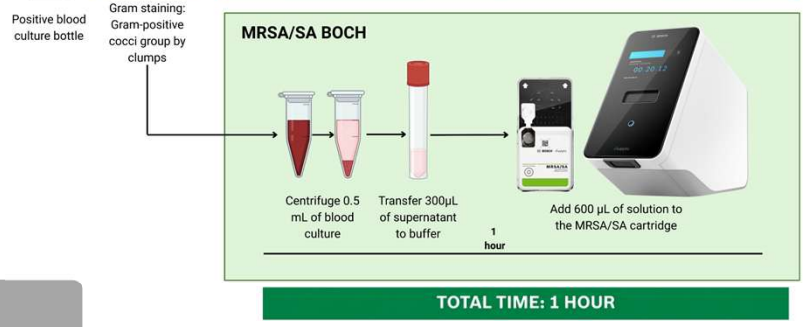 Positive blood
culture bottle
Gram staining:
Gram-positive
cocci group by
clumps
MRSA/SA BOCH
Centrifuge 0.5
mL of blood
culture
Transfer 300µL
of supernatant
to buffer
1
hour
00 20 12
BOSCH
MRSA/SA
Add 600 µL of solution to
the MRSA/SA cartridge
TOTAL TIME: 1 HOUR